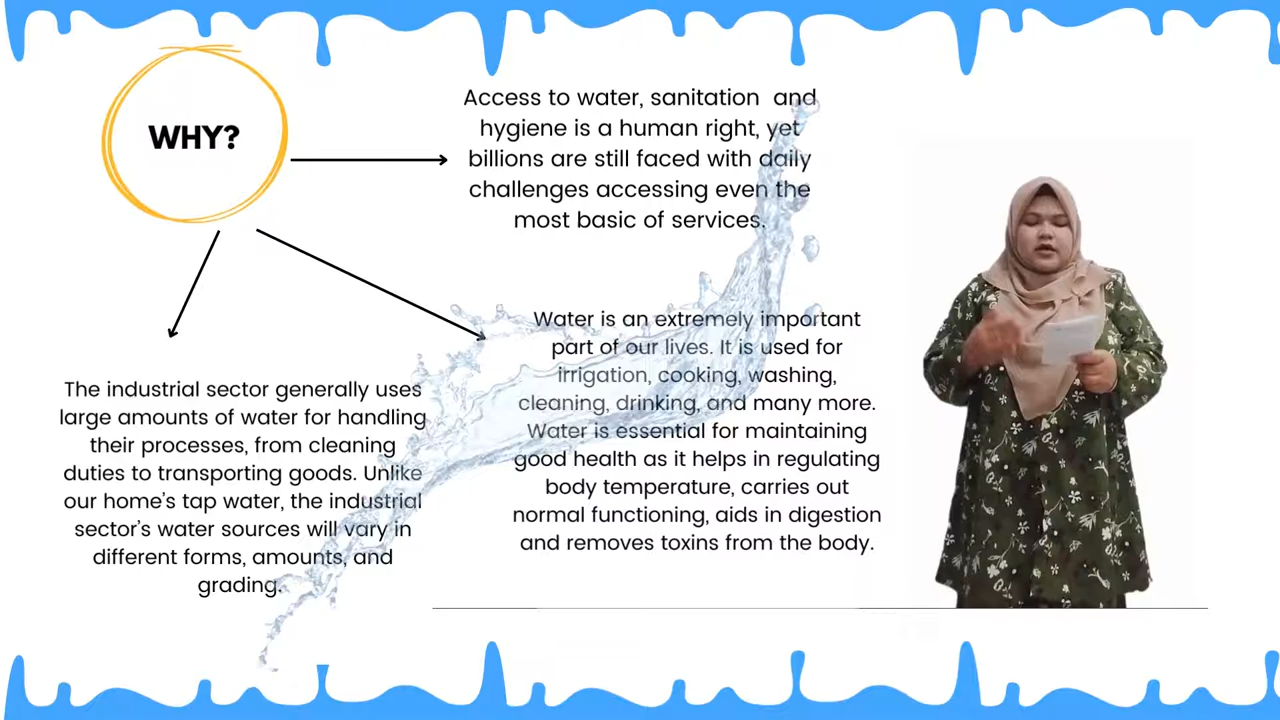 WHY?
Access to water, sanitation and
hygiene is a human right, yet
billions are still faced with daily
challenges accessing even the
most basic of services.
Water is an extremely important
part of our lives. It is used for
irrigation, cooking, washing,
cleaning, drinking, and many more.
Water is essential for maintaining
good health as it helps in regulating
body temperature, carries out
normal functioning, aids in digestion
and removes toxins from the body.
The industrial sector generally uses
large amounts of water for handling
their processes, from cleaning
duties to transporting goods. Unlike
our home's tap water, the industrial
sector's water sources will vary in
different forms, amounts, and
grading.